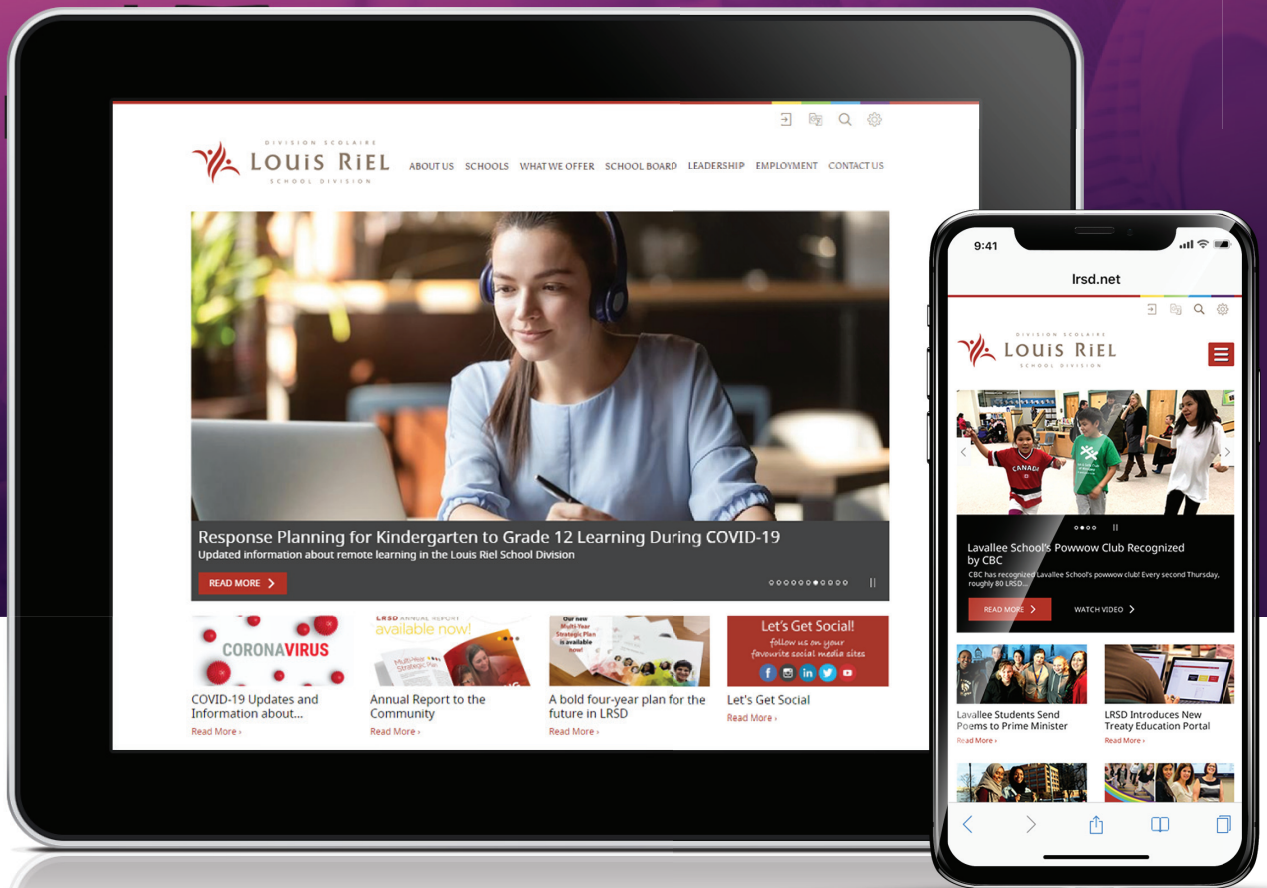 DIVISION SCOLAIRE
LOUIS RIEL
SCHOOL DIVISION
ABOUT US SCHOOLS WHAT WE OFFER SCHOOL BOARD LEADERSHIP EMPLOYMENT CONTACT US
Response Planning for Kindergarten to Grade 12 Learning During COVID-19
Updated information about remote learning in the Louis Riel School Division
READ MORE
CORONAVIRUS
COVID-19 Updates and
Information about...
Read More ›
LRSD ANNUAL REPORT
available now!
Multi-Year
Strategic Plan
Annual Report to the
Community
Read More ›
Our new
Multi-Year
Strategic Plan
is available
now!
A bold four-year plan for the
future in LRSD
Read More ›
Let's Get Social!
follow us on your
favourite social media sites
Let's Get Social
Read More ›
9:41
lrsd.net
DIVISION SCOLAIRE
LOUIS RIEL
SCHOOL DIVISION
CANADA
Lavallee School's Powwow Club Recognized
by CBC
CBC has recognized Lavallee School's powwow club! Every second Thursday,
roughly 80 LRSD...
READ MORE WATCH VIDEO
Lavallee Students Send
Poems to Prime Minister
Read More ›
LRSD Introduces New
Treaty Education Portal
Read More ›